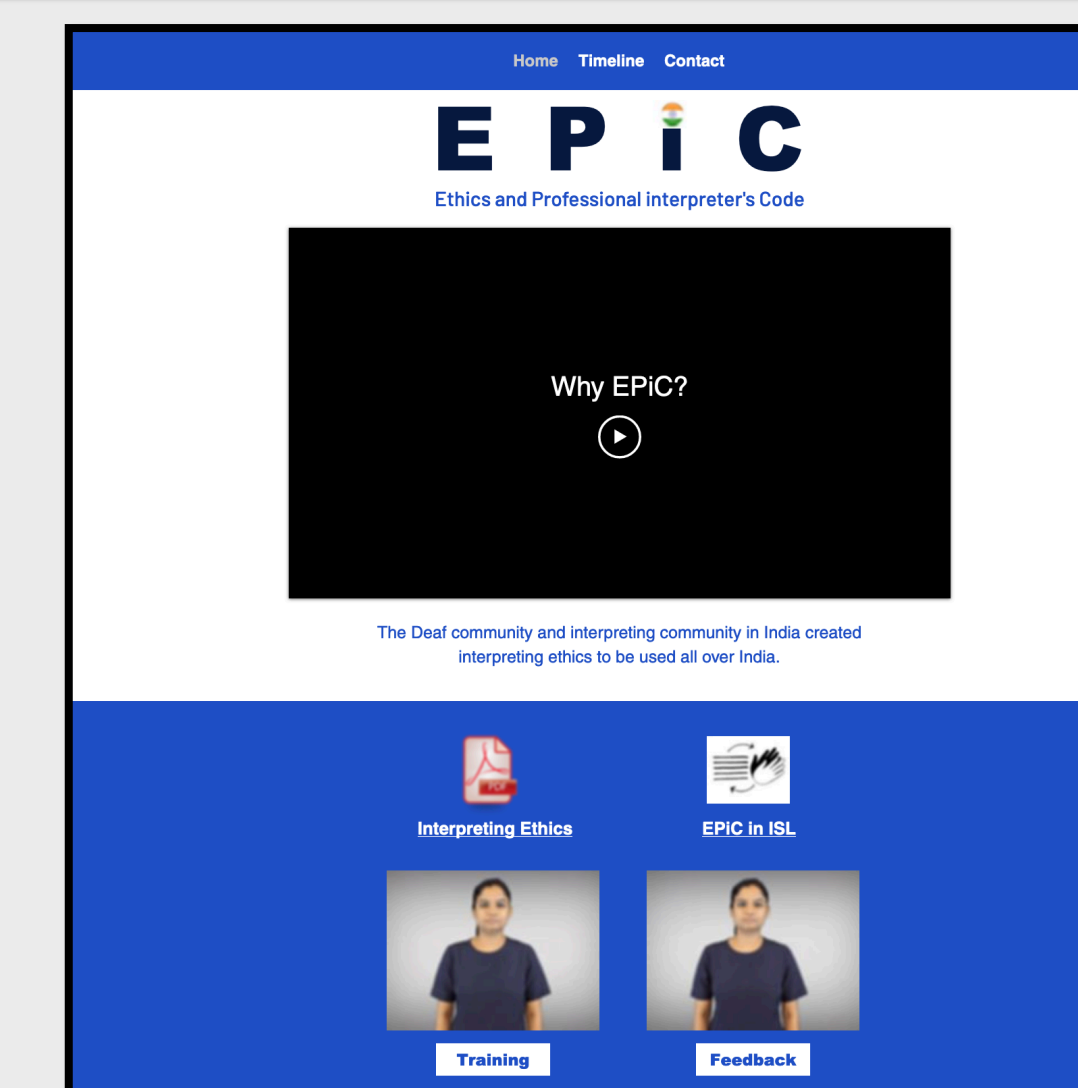 Home Timeline Contact
EPiC
Ethics and Professional interpreter's Code
Why EPiC?
The Deaf community and interpreting community in India created
interpreting ethics to be used all over India.
PDF
Interpreting Ethics EPiC in ISL
Training Feedback